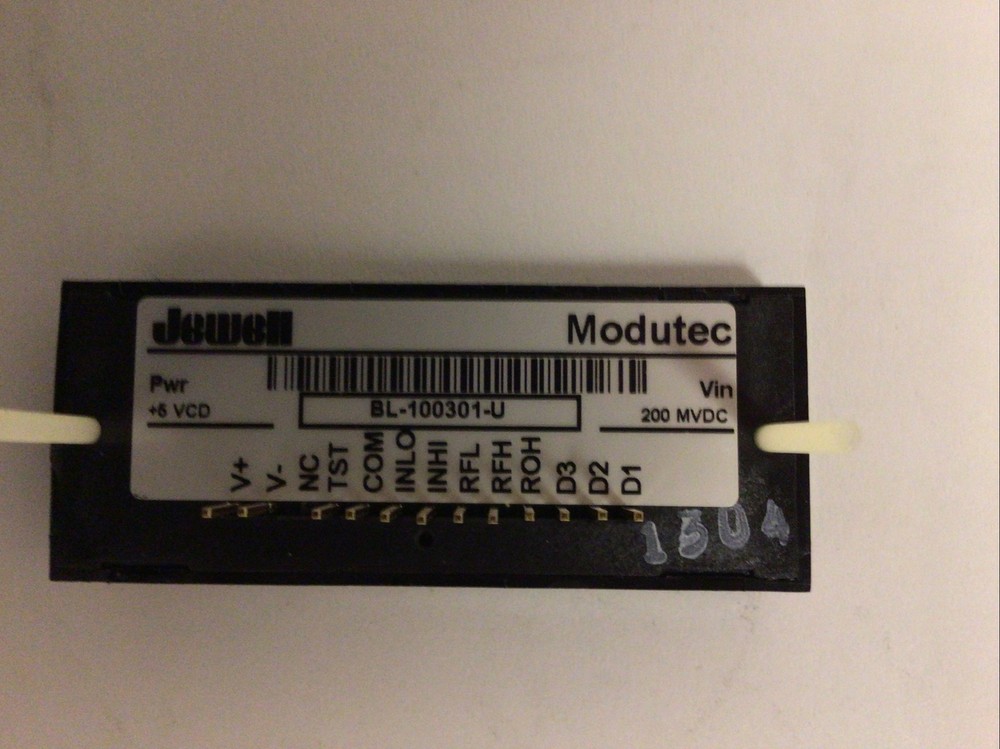 Jewell Modutec
Pwr
+5 VCD
BL-100301-U
Vin
200 MVDC
V+
V-
NC
TST
COM
INLO
INHI
RFL
RFH
ROH
D3
D2
D1
1504